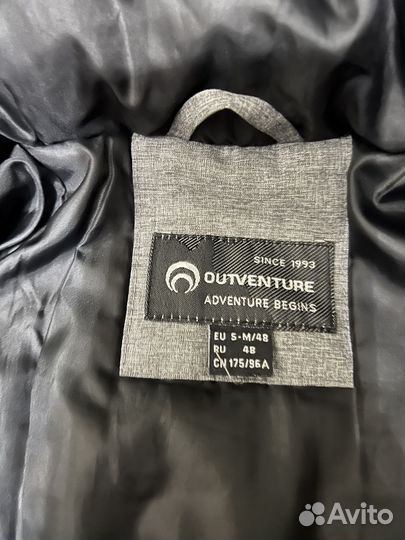 SINCE 1993
OUTVENTURE
ADVENTURE BEGINS
EU S-M/48
RU 48
CN 175/96A
Avito